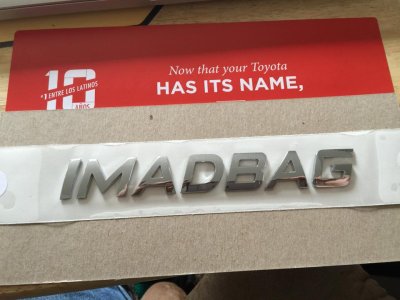 10
#1 ENTRE LOS LATINOS
AÑOS
Now that your Toyota
HAS ITS NAME,
IMADBAG